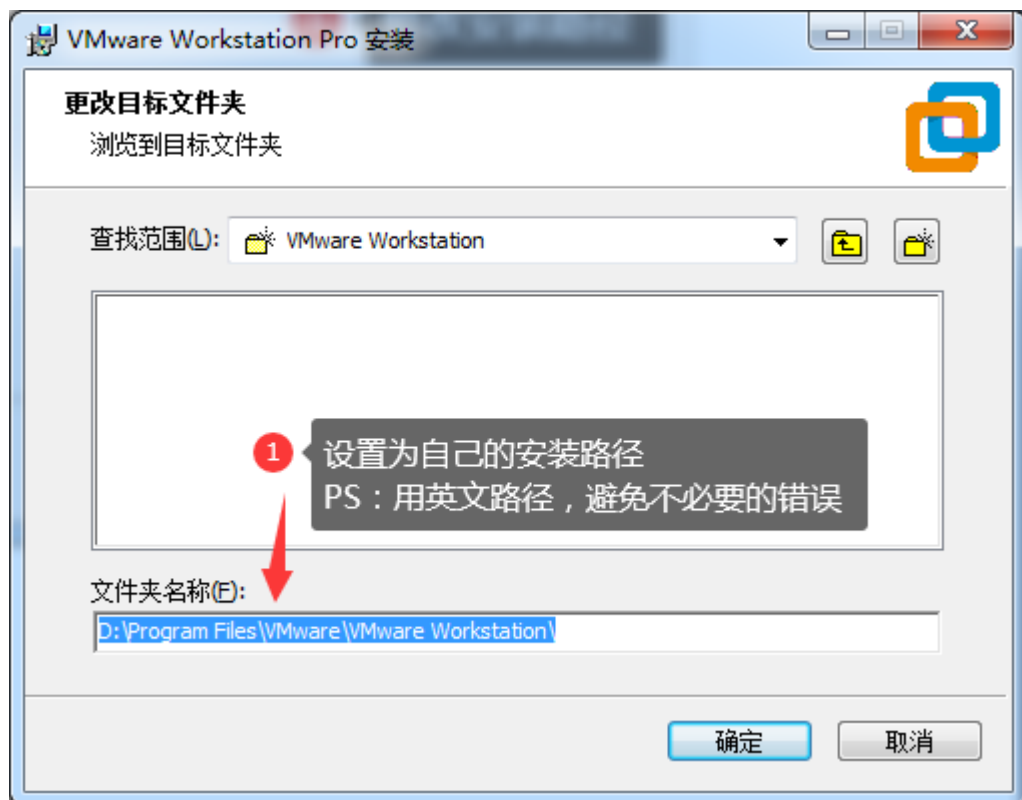 VMware Workstation Pro 安装
更改目标文件夹
浏览到目标文件夹
查找范围(L):
VMware Workstation
1
设置为自己的安装路径
PS：用英文路径，避免不必要的错误
文件夹名称(F):
D:\Program Files\VMware\VMware Workstation\
确定
取消